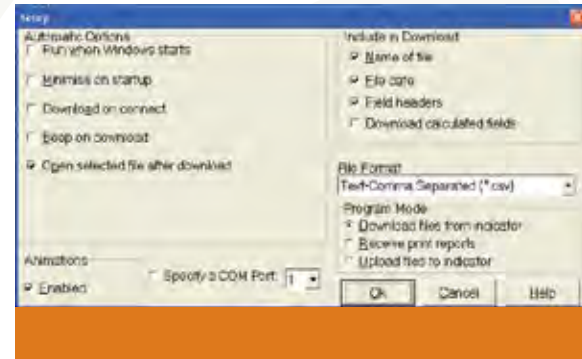 Setup
Automatic Options
Run when Windows starts
Minimise on startup
Download on connect
Beep on download
Open selected file after download
Animations
Enabled
Specify a COM Port: 1
Include in Download
Name of file
File date
Field headers
Download calculated fields
File Format
Text-Comma Separated (*.csv)
Program Mode
Download files from indicator
Receive print reports
Upload files to indicator
Ok
Cancel
Help